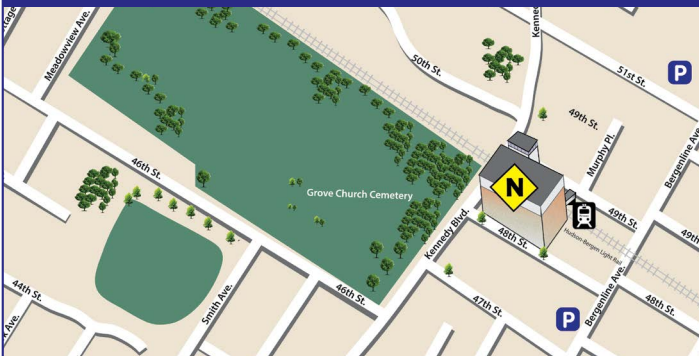 Meadowview Ave.
50th St.
51st St.
P
49th St.
Murphy Pl.
Bergenline Ave.
46th St.
Grove Church Cemetery
N
Kennedy Blvd.
48th St.
Hudson-Bergen Light Rail
49th St.
44th St.
Smith Ave.
46th St.
47th St.
P
Bergenline Ave.
48th St.